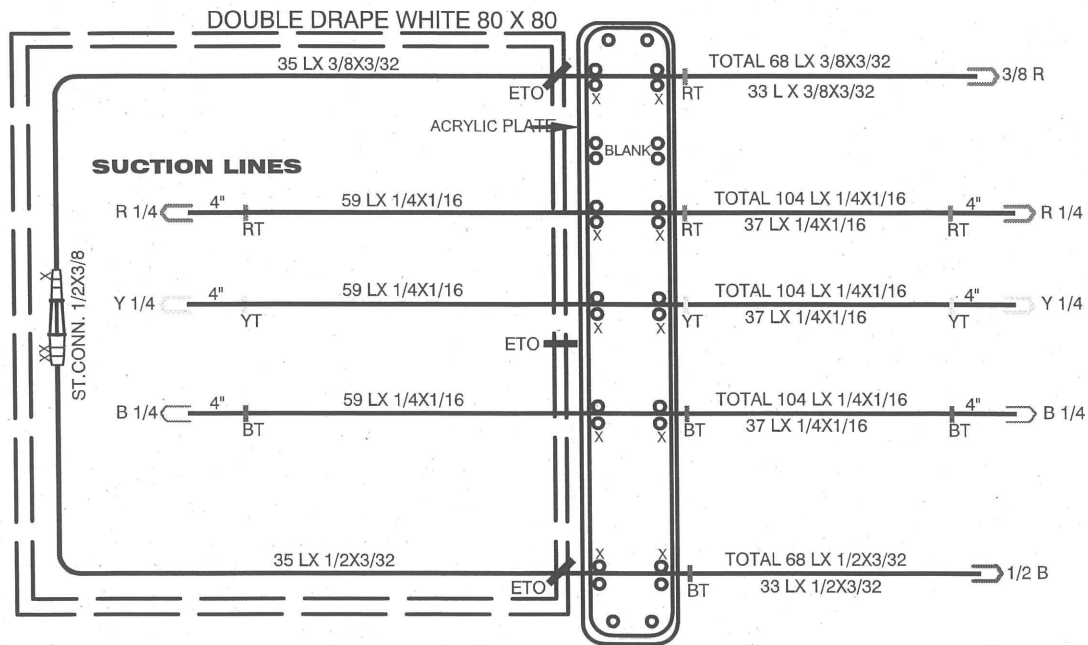 DOUBLE DRAPE WHITE 80 X 80
35 LX 3/8X3/32
ETO
X
X
RT
TOTAL 68 LX 3/8X3/32
33 L X 3/8X3/32
3/8 R
ACRYLIC PLATE
BLANK
SUCTION LINES
R 1/4
4"
RT
59 LX 1/4X1/16
X
X
RT
TOTAL 104 LX 1/4X1/16
37 LX 1/4X1/16
4"
RT
R 1/4
X
ST.CONN. 1/2X3/8
XX
Y 1/4
4"
YT
59 LX 1/4X1/16
X
X
YT
TOTAL 104 LX 1/4X1/16
37 LX 1/4X1/16
4"
YT
Y 1/4
ETO
B 1/4
4"
BT
59 LX 1/4X1/16
X
X
BT
TOTAL 104 LX 1/4X1/16
37 LX 1/4X1/16
4"
BT
B 1/4
35 LX 1/2X3/32
ETO
X
X
BT
TOTAL 68 LX 1/2X3/32
33 LX 1/2X3/32
1/2 B